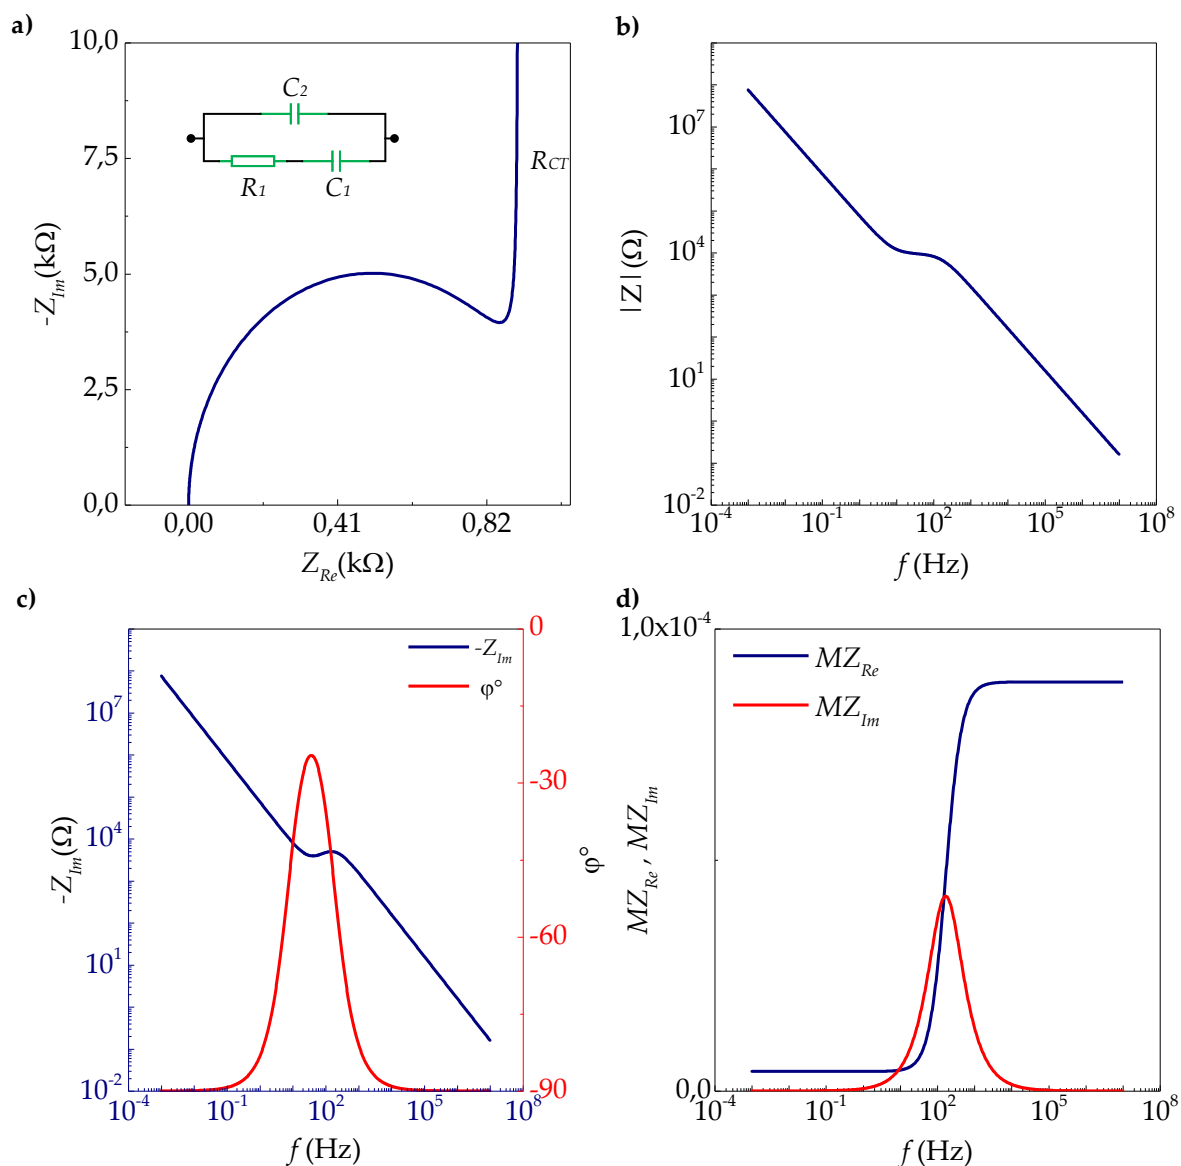 a)
10,0
7,5
5,0
2,5
0,0
-Z_Im(kΩ)
C2
R1
C1
RCT
0,00
0,41
0,82
Z_Re(kΩ)
b)
10^7
10^4
10^1
10^-2
|Z|(Ω)
10^-4
10^-1
10^2
10^5
10^8
f (Hz)
c)
10^7
10^4
10^1
10^-2
-Z_Im(Ω)
-Z_Im
φ°
0
-30
-60
-90
φ°
10^-4
10^-1
10^2
10^5
10^8
f (Hz)
d)
1,0x10^-4
0,0
MZ_Re , MZ_Im
MZ_Re
MZ_Im
10^-4
10^-1
10^2
10^5
10^8
f (Hz)